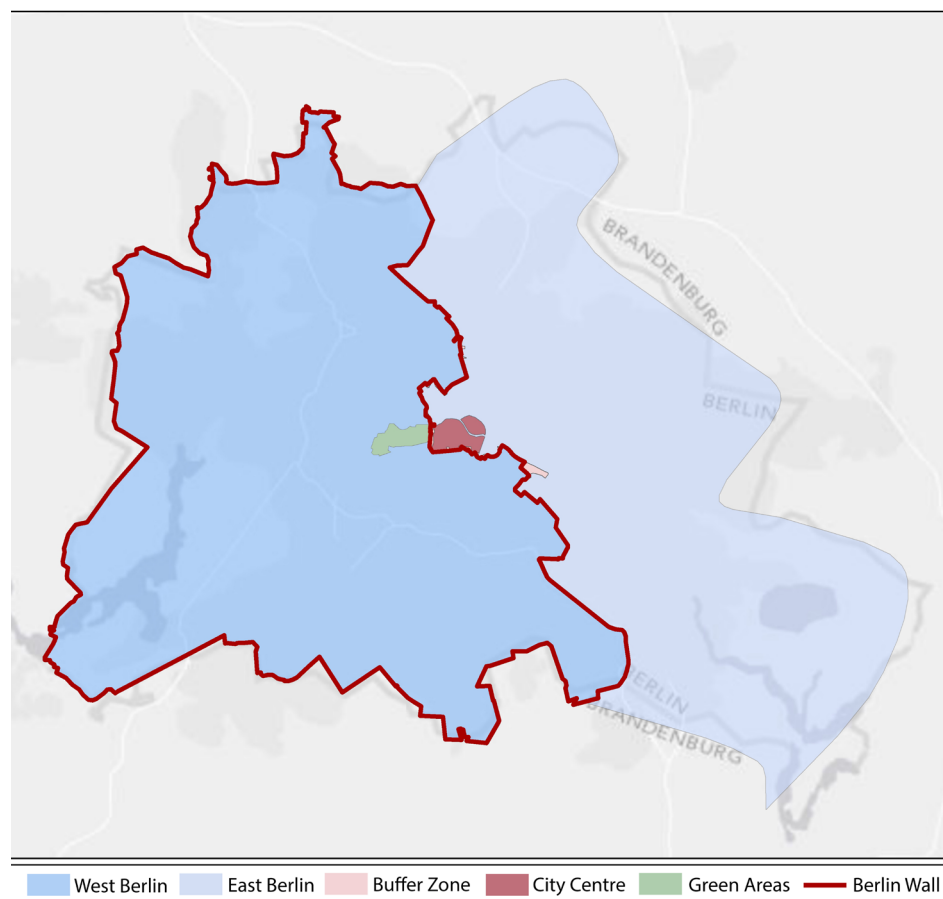 BRANDENBURG
BERLIN
BERLIN
BRANDENBURG
West Berlin
East Berlin
Buffer Zone
City Centre
Green Areas
Berlin Wall